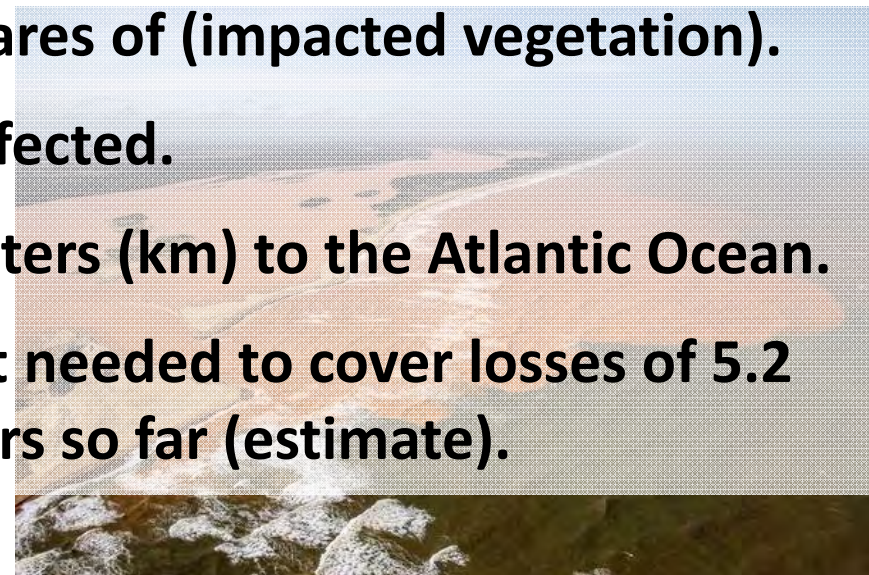 ares of (impacted vegetation).
fected.
ters (km) to the Atlantic Ocean.
t needed to cover losses of 5.2
rs so far (estimate).